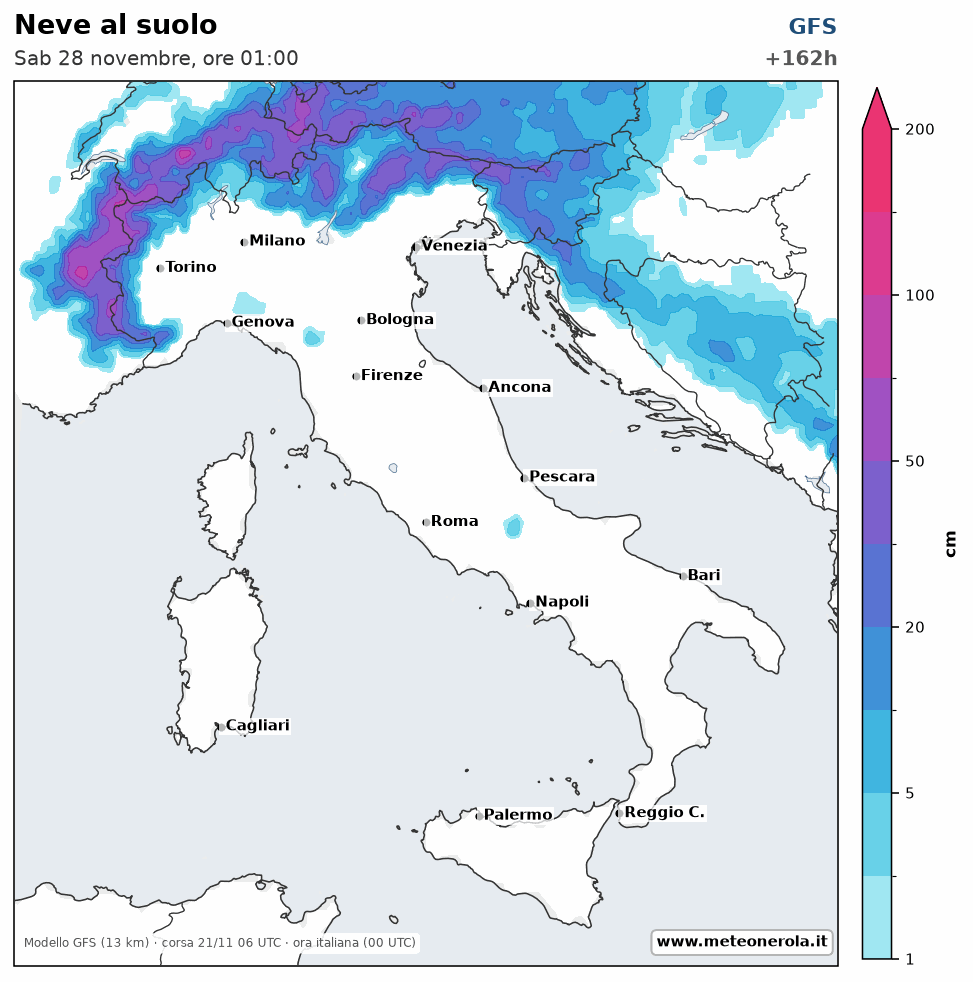 Neve al suolo
GFS
Sab 28 novembre, ore 01:00
+162h
200
Milano
Venezia
Torino
100
Genova
Bologna
Firenze
Ancona
50
Pescara
Roma
cm
Bari
Napoli
20
Cagliari
5
Palermo
Reggio C.
Modello GFS (13 km) · corsa 21/11 06 UTC · ora italiana (00 UTC)
www.meteonerola.it
1